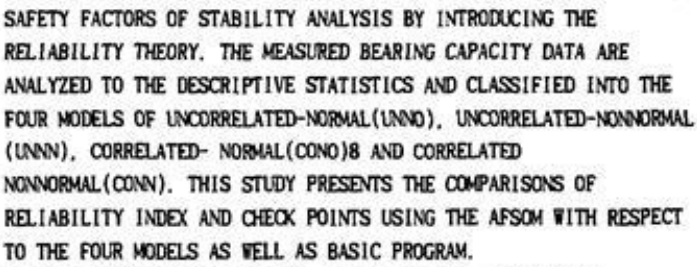 SAFETY FACTORS OF STABILITY ANALYSIS BY INTRODUCING THE
RELIABILITY THEORY. THE MEASURED BEARING CAPACITY DATA ARE
ANALYZED TO THE DESCRIPTIVE STATISTICS AND CLASSIFIED INTO THE
FOUR MODELS OF UNCORRELATED-NORMAL(UNNO), UNCORRELATED-NONNORMAL
(UNNN), CORRELATED- NORMAL(CONO)8 AND CORRELATED
NONNORMAL(CONN). THIS STUDY PRESENTS THE COMPARISONS OF
RELIABILITY INDEX AND CHECK POINTS USING THE AFSOM WITH RESPECT
TO THE FOUR MODELS AS WELL AS BASIC PROGRAM.